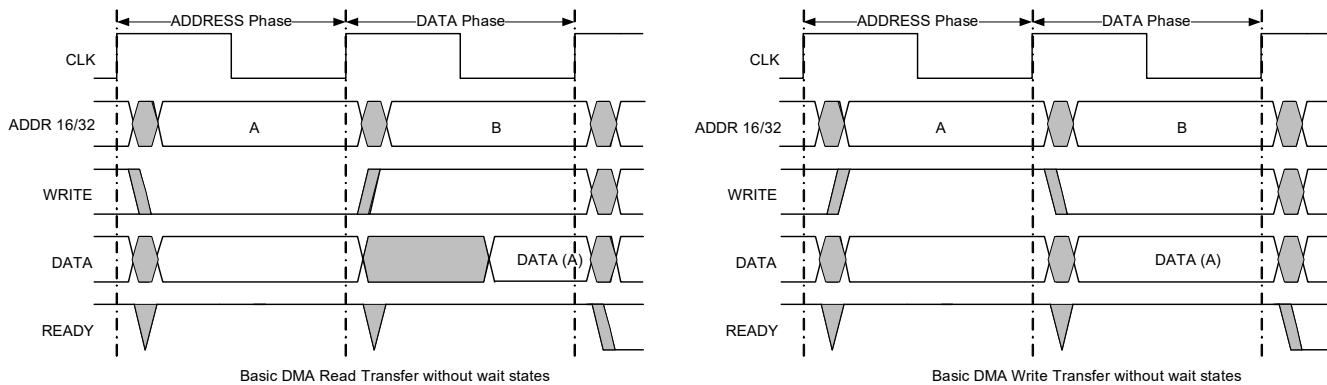 ADDRESS Phase DATA Phase
CLK
ADDR 16/32 A B
WRITE
DATA DATA (A)
READY
Basic DMA Read Transfer without wait states
ADDRESS Phase DATA Phase
CLK
ADDR 16/32 A B
WRITE
DATA DATA (A)
READY
Basic DMA Write Transfer without wait states